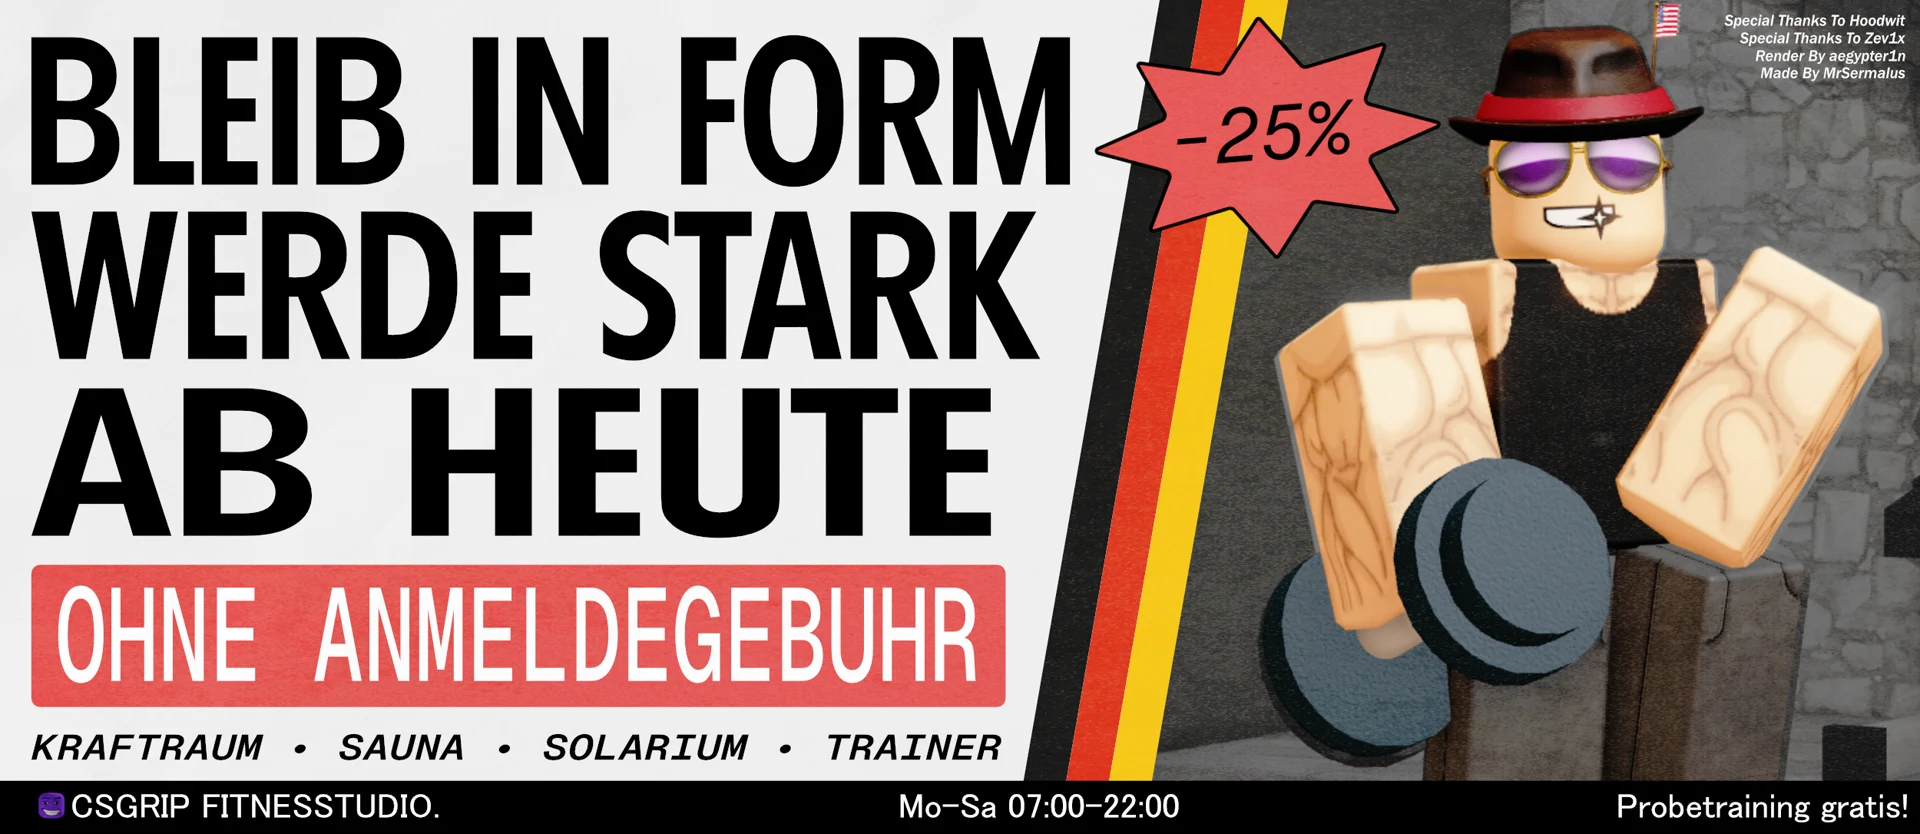 BLEIB IN FORM
WERDE STARK
AB HEUTE
OHNE ANMELDEGEBUHR
KRAFTRAUM • SAUNA • SOLARIUM • TRAINER
-25%
Special Thanks To Hoodwit
Special Thanks To Zev1x
Render By aegypter1n
Made By MrSermalus
CSGRIP FITNESSTUDIO.
Mo-Sa 07:00-22:00
Probetraining gratis!